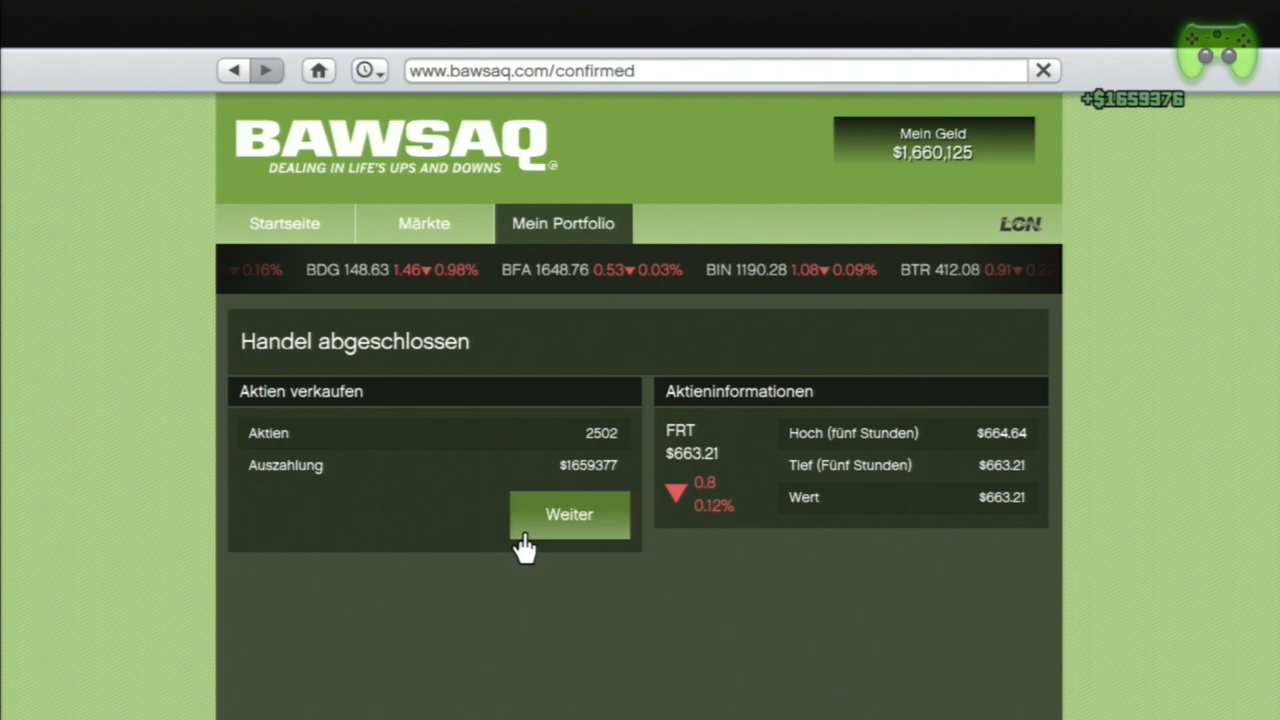 www.bawsaq.com/confirmed
+$1659376
BAWSAQ
DEALING IN LIFE'S UPS AND DOWNS
Mein Geld
$1,660,125
Startseite
Märkte
Mein Portfolio
LCN
▼0.16% BDG 148.63 1.46▼0.98% BFA 1648.76 0.53▼0.03% BIN 1190.28 1.08▼0.09% BTR 412.08 0.91▼
Handel abgeschlossen
Aktien verkaufen
Aktien 2502
Auszahlung $1659377
Weiter
Aktieninformationen
FRT
$663.21
0.8
0.12%
Hoch (fünf Stunden) $664.64
Tief (Fünf Stunden) $663.21
Wert $663.21